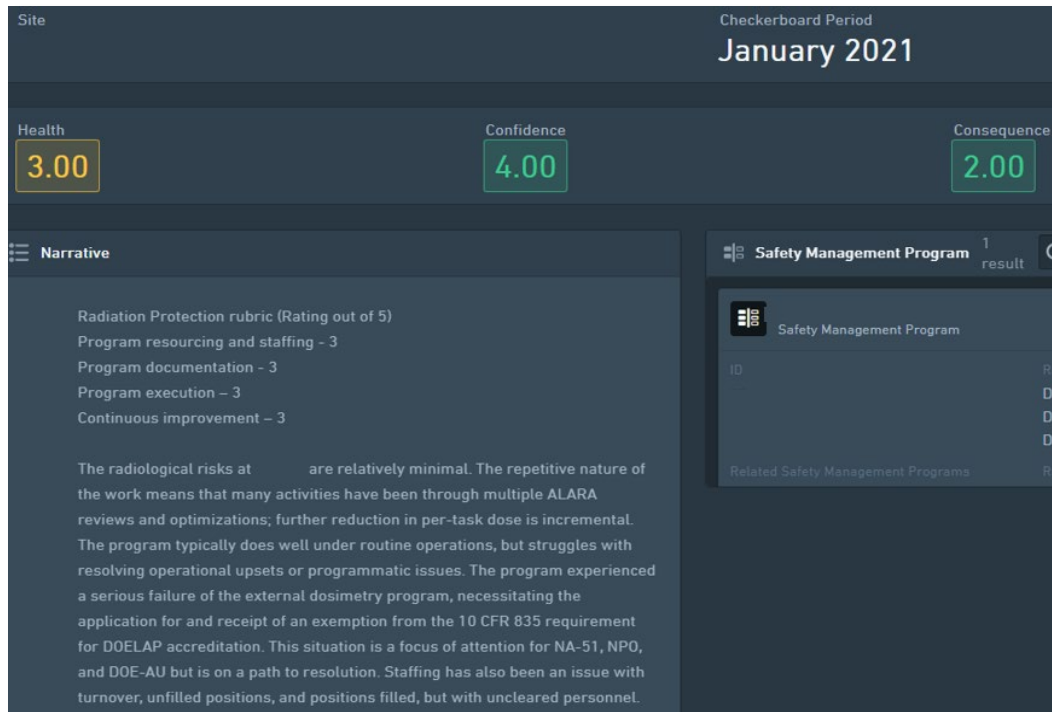 Site
Checkerboard Period
January 2021
Health
Confidence
Consequence
3.00
4.00
2.00
Narrative
Radiation Protection rubric (Rating out of 5)
Program resourcing and staffing - 3
Program documentation - 3
Program execution – 3
Continuous improvement – 3
The radiological risks at are relatively minimal. The repetitive nature of
the work means that many activities have been through multiple ALARA
reviews and optimizations; further reduction in per-task dose is incremental.
The program typically does well under routine operations, but struggles with
resolving operational upsets or programmatic issues. The program experienced
a serious failure of the external dosimetry program, necessitating the
application for and receipt of an exemption from the 10 CFR 835 requirement
for DOELAP accreditation. This situation is a focus of attention for NA-51, NPO,
and DOE-AU but is on a path to resolution. Staffing has also been an issue with
turnover, unfilled positions, and positions filled, but with uncleared personnel.
Safety Management Program
1
result
Safety Management Program
ID
R
D
D
D
Related Safety Management Programs
R